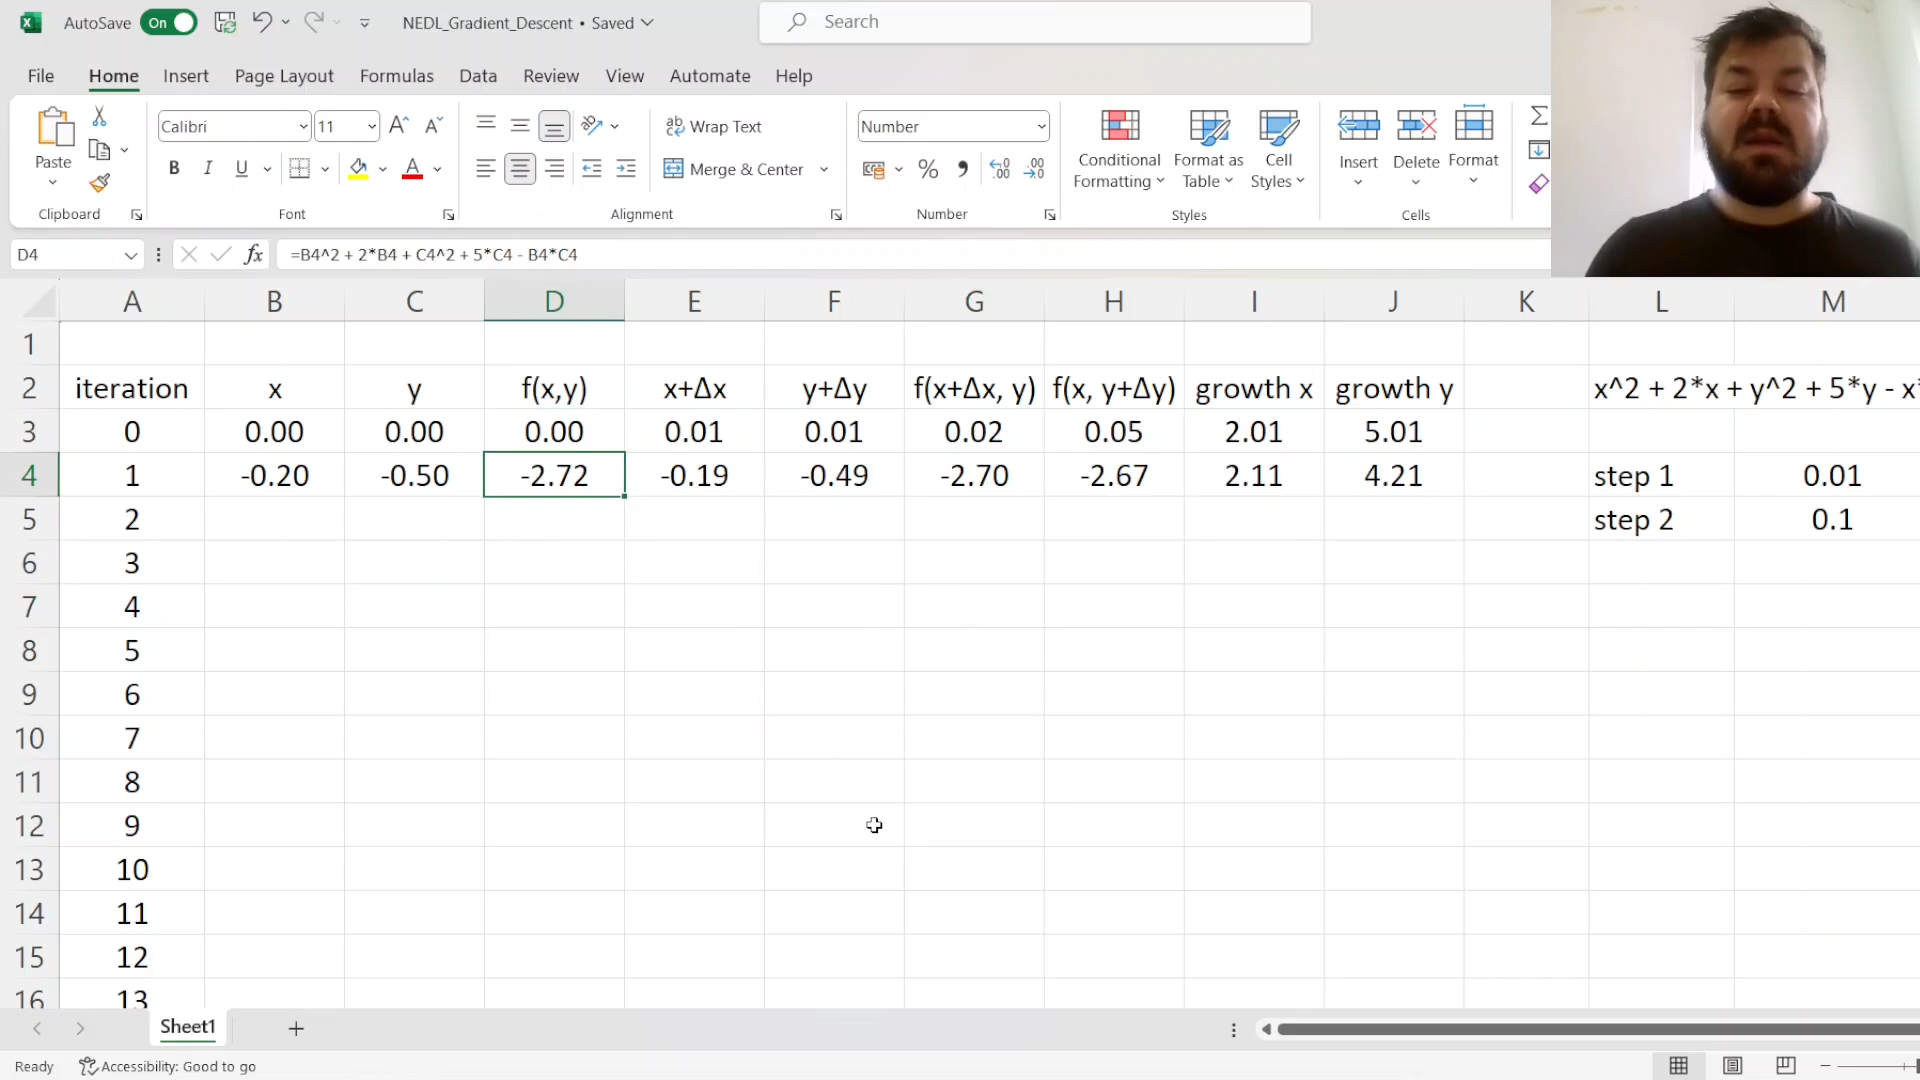 AutoSave On NEDL_Gradient_Descent • Saved Search
File Home Insert Page Layout Formulas Data Review View Automate Help
Paste Calibri 11 B I U ab Wrap Text Merge & Center Number % Conditional Formatting Format as Table Cell Styles Insert Delete Format
Clipboard Font Alignment Number Styles Cells
D4 fx =B4^2 + 2*B4 + C4^2 + 5*C4 - B4*C4
A B C D E F G H I J K L M
1
2 iteration x y f(x,y) x+Δx y+Δy f(x+Δx, y) f(x, y+Δy) growth x growth y x^2 + 2*x + y^2 + 5*y - x*
3 0 0.00 0.00 0.00 0.01 0.01 0.02 0.05 2.01 5.01
4 1 -0.20 -0.50 -2.72 -0.19 -0.49 -2.70 -2.67 2.11 4.21 step 1 0.01
5 2 step 2 0.1
6 3
7 4
8 5
9 6
10 7
11 8
12 9
13 10
14 11
15 12
16 13
Sheet1
Ready Accessibility: Good to go